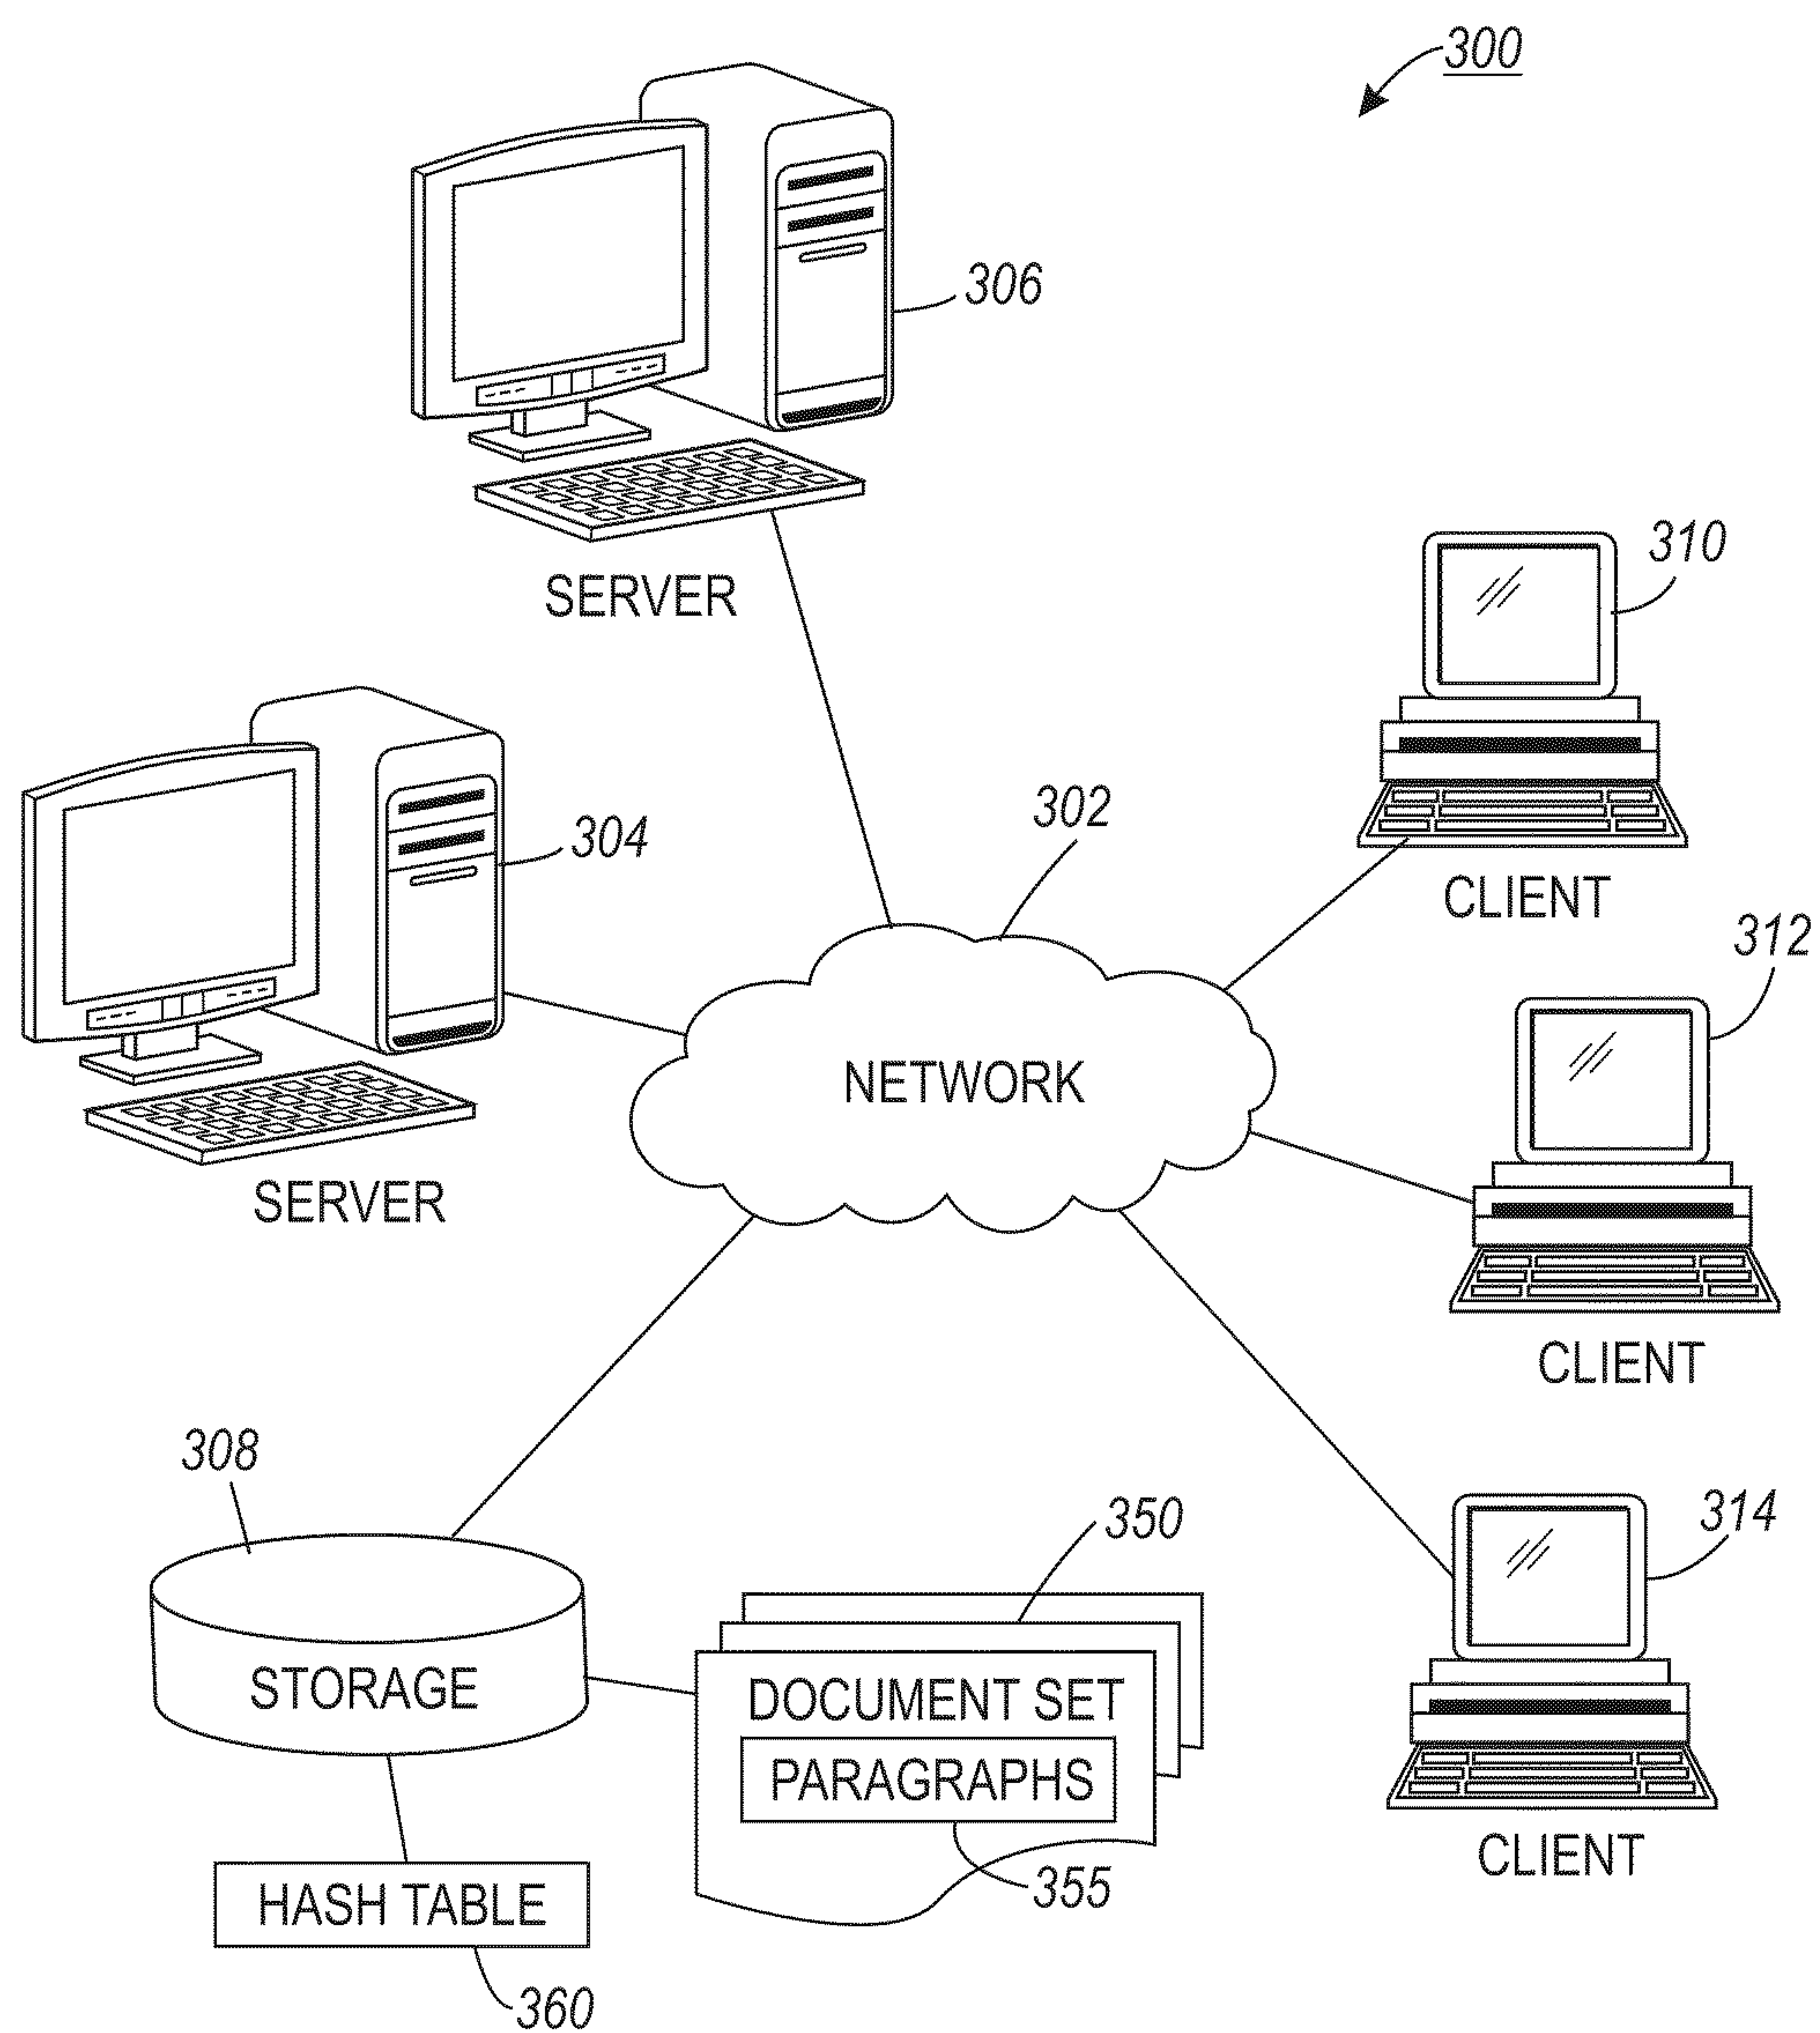 300
306
SERVER
310
302
304
CLIENT
312
NETWORK
SERVER
CLIENT
308
350
314
STORAGE
DOCUMENT SET
PARAGRAPHS
CLIENT
355
HASH TABLE
360